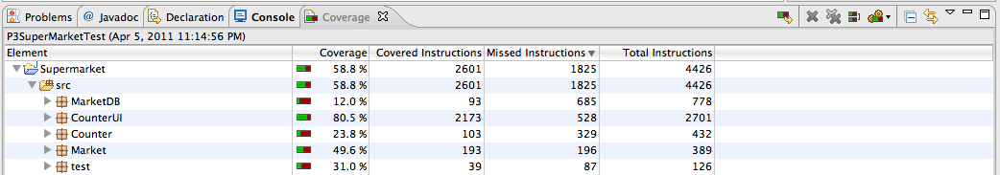 Problems @ Javadoc Declaration Console Coverage
P3SuperMarketTest (Apr 5, 2011 11:14:56 PM)
Element Coverage Covered Instructions Missed Instructions Total Instructions
Supermarket 58.8 % 2601 1825 4426
src 58.8 % 2601 1825 4426
MarketDB 12.0 % 93 685 778
CounterUI 80.5 % 2173 528 2701
Counter 23.8 % 103 329 432
Market 49.6 % 193 196 389
test 31.0 % 39 87 126